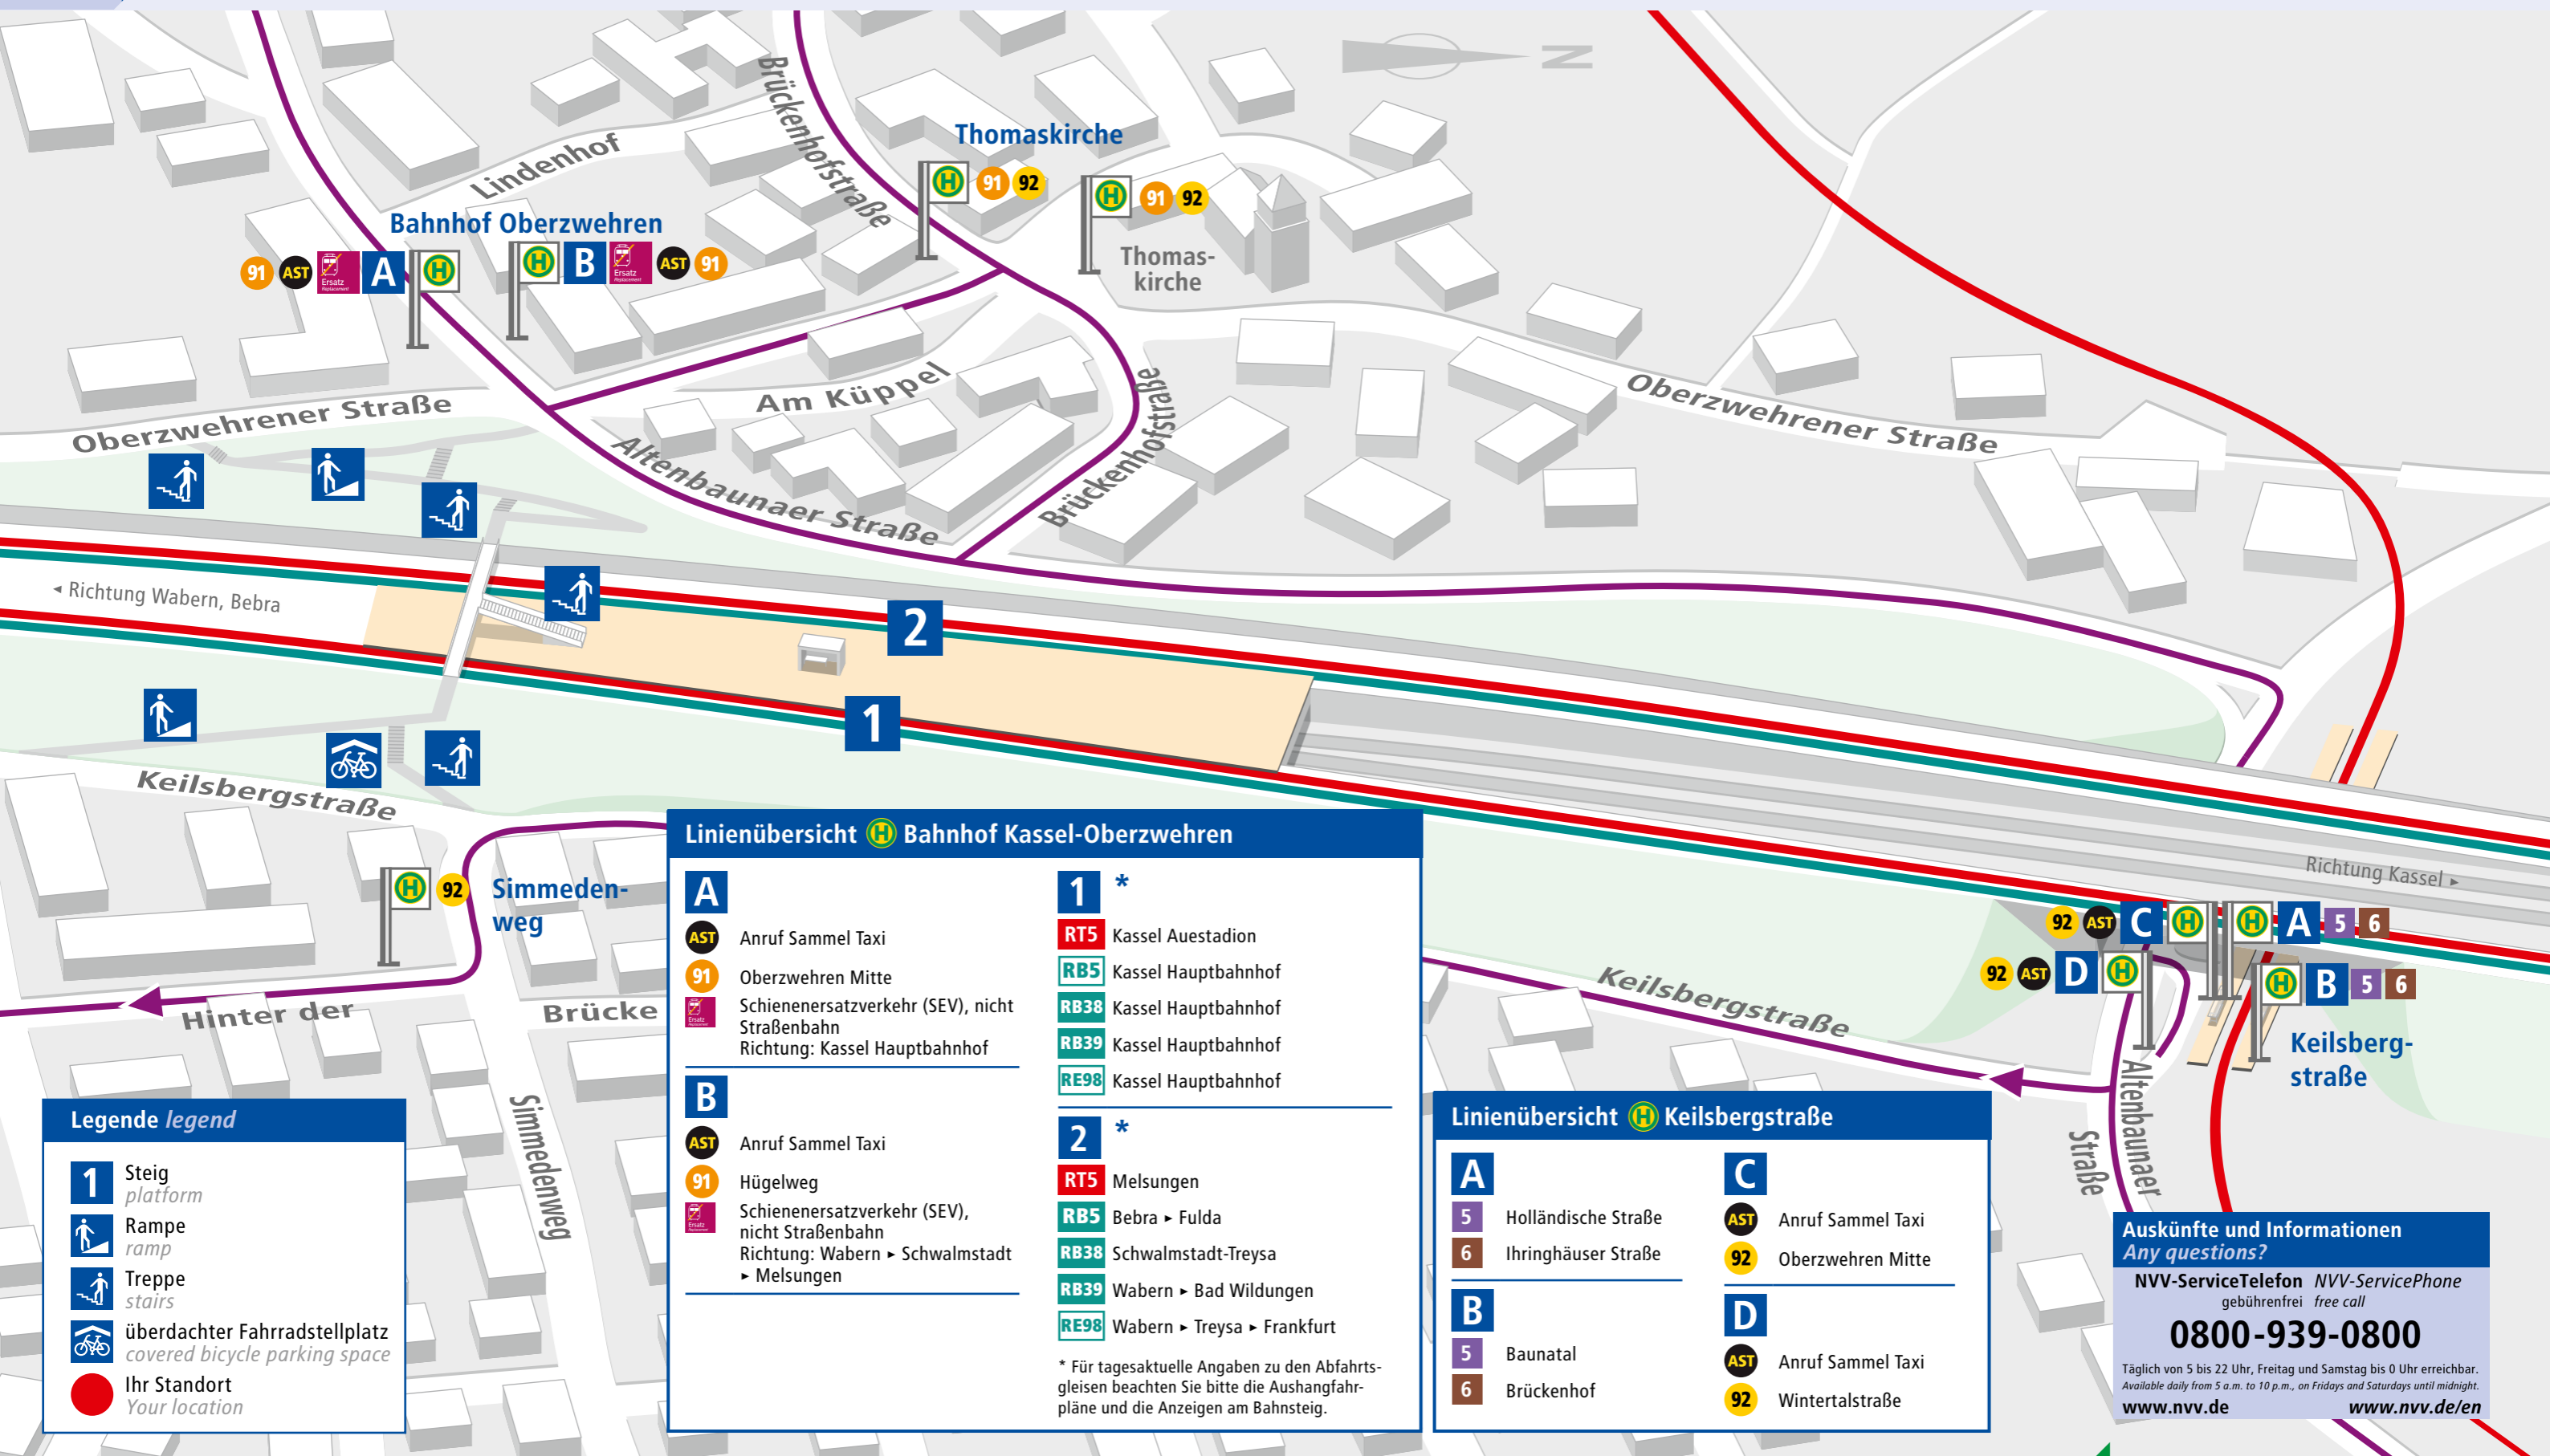 N
Brückenhofstraße
Thomaskirche
H 91 92
H 91 92
Thomas-
kirche
Lindenhof
Bahnhof Oberzwehren
91 AST Ersatz Replacement A H
H B Ersatz Replacement AST 91
Oberzwehrener Straße
Am Küppel
Altenbaunaer Straße
Brückenhofstraße
Oberzwehrener Straße
◂ Richtung Wabern, Bebra
2
1
Richtung Kassel ▸
Keilsbergstraße
H 92
Simmeden-
weg
Hinter der Brücke
Simmedenweg
Keilsbergstraße
92 AST C H
H A 5 6
92 AST D H
H B 5 6
Keilsberg-
straße
Altenbaunaer
Straße
Legende legend
1 Steig
platform
Rampe
ramp
Treppe
stairs
überdachter Fahrradstellplatz
covered bicycle parking space
Ihr Standort
Your location
Linienübersicht H Bahnhof Kassel-Oberzwehren
A
AST Anruf Sammel Taxi
91 Oberzwehren Mitte
Ersatz Replacement Schienenersatzverkehr (SEV), nicht
Straßenbahn
Richtung: Kassel Hauptbahnhof
B
AST Anruf Sammel Taxi
91 Hügelweg
Ersatz Replacement Schienenersatzverkehr (SEV),
nicht Straßenbahn
Richtung: Wabern ▸ Schwalmstadt
▸ Melsungen
1 *
RT5 Kassel Auestadion
RB5 Kassel Hauptbahnhof
RB38 Kassel Hauptbahnhof
RB39 Kassel Hauptbahnhof
RE98 Kassel Hauptbahnhof
2 *
RT5 Melsungen
RB5 Bebra ▸ Fulda
RB38 Schwalmstadt-Treysa
RB39 Wabern ▸ Bad Wildungen
RE98 Wabern ▸ Treysa ▸ Frankfurt
* Für tagesaktuelle Angaben zu den Abfahrts-
gleisen beachten Sie bitte die Aushangfahr-
pläne und die Anzeigen am Bahnsteig.
Linienübersicht H Keilsbergstraße
A
5 Holländische Straße
6 Ihringhäuser Straße
B
5 Baunatal
6 Brückenhof
C
AST Anruf Sammel Taxi
92 Oberzwehren Mitte
D
AST Anruf Sammel Taxi
92 Wintertalstraße
Auskünfte und Informationen
Any questions?
NVV-ServiceTelefon NVV-ServicePhone
gebührenfrei free call
0800-939-0800
Täglich von 5 bis 22 Uhr, Freitag und Samstag bis 0 Uhr erreichbar.
Available daily from 5 a.m. to 10 p.m., on Fridays and Saturdays until midnight.
www.nvv.de www.nvv.de/en